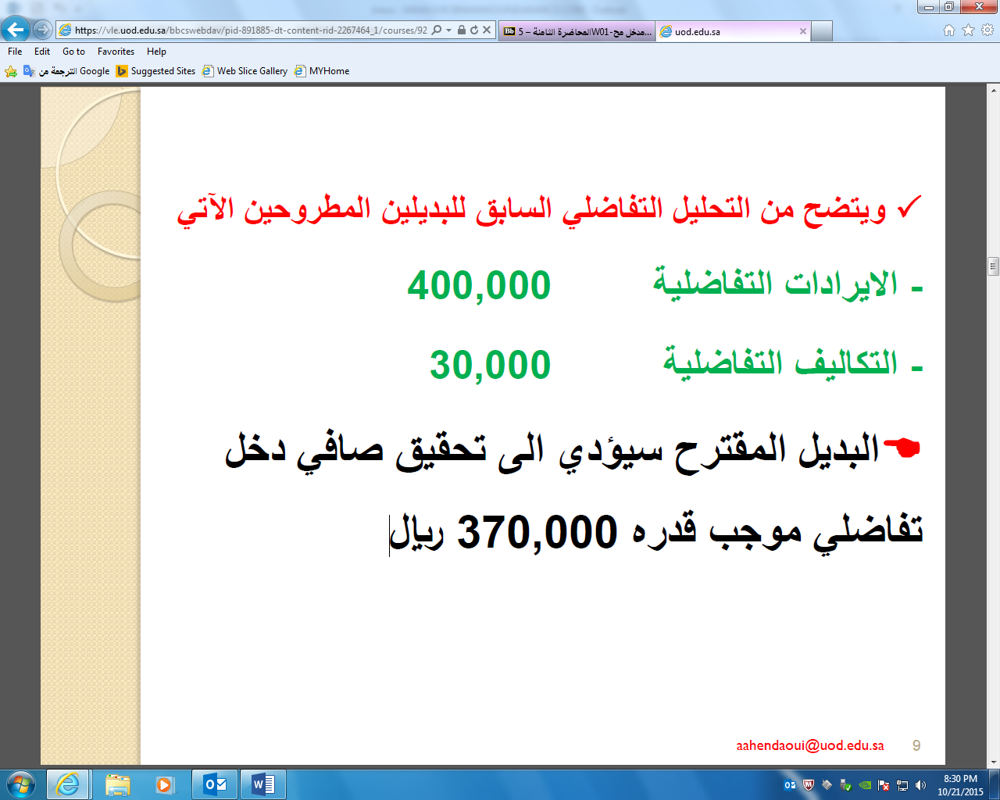 https://vle.uod.edu.sa/bbcswebdav/pid-891885-dt-content-rid-2267464_1/courses/92
Bb 5 – المحاضرة الثامنةW01-مدخل مح...
uod.edu.sa
File Edit Go to Favorites Help
الترجمة من Google Suggested Sites Web Slice Gallery MYHome
✓ ويتضح من التحليل التفاضلي السابق للبديلين المطروحين الآتي
- الايرادات التفاضلية 400,000
- التكاليف التفاضلية 30,000
البديل المقترح سيؤدي الى تحقيق صافي دخل
تفاضلي موجب قدره 370,000 ريال
aahendaoui@uod.edu.sa 9
8:30 PM
10/21/2015